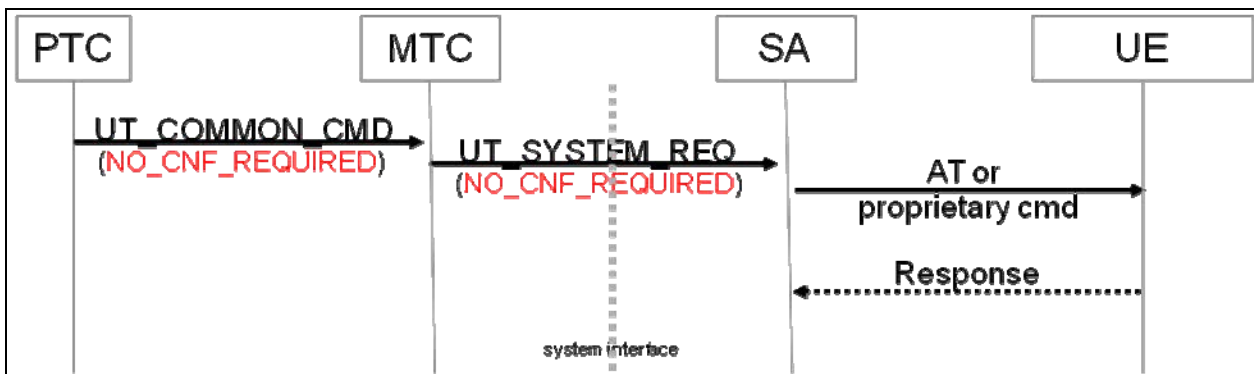 PTC
MTC
SA
UE
UT_COMMON_CMD
(NO_CNF_REQUIRED)
UT_SYSTEM_REQ
(NO_CNF_REQUIRED)
AT or
proprietary cmd
Response
system interface